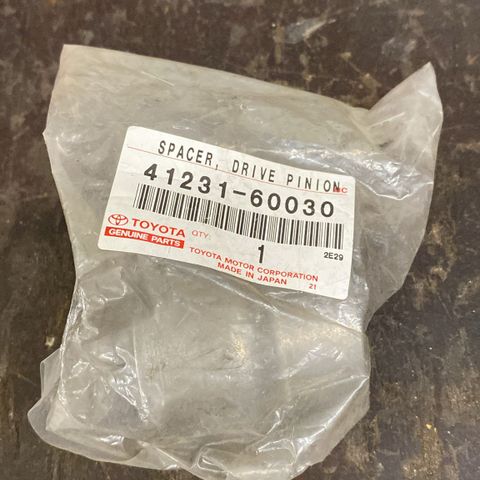 SPACER, DRIVE PINION
41231-60030
TOYOTA
GENUINE PARTS
QTY.
1
2E29
TOYOTA MOTOR CORPORATION
MADE IN JAPAN
21